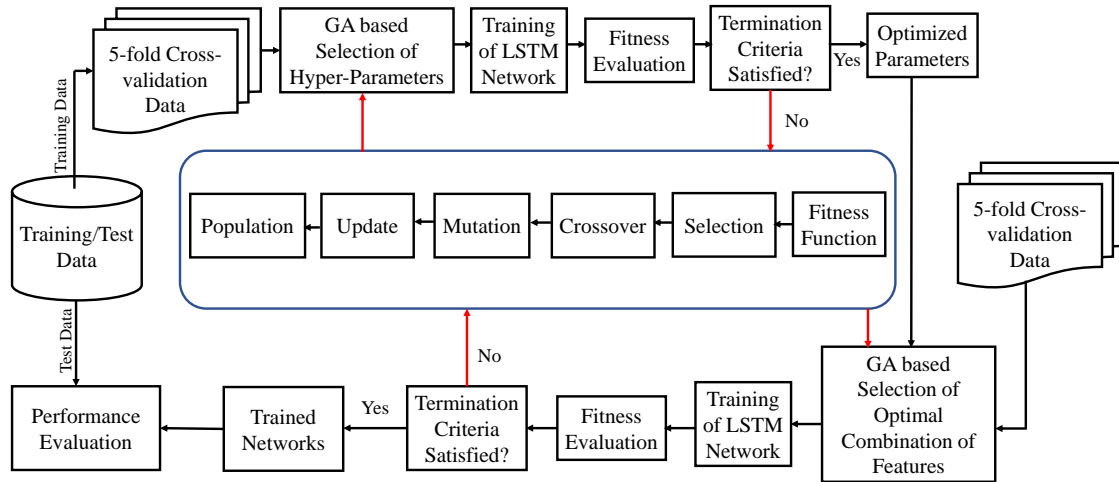 5-fold Cross-
validation
Data
GA based
Selection of
Hyper-Parameters
Training
of LSTM
Network
Fitness
Evaluation
Termination
Criteria
Satisfied?
Yes
Optimized
Parameters
No
Training Data
Training/Test
Data
Test Data
Population
Update
Mutation
Crossover
Selection
Fitness
Function
5-fold Cross-
validation
Data
No
GA based
Selection of
Optimal
Combination of
Features
Training
of LSTM
Network
Fitness
Evaluation
Termination
Criteria
Satisfied?
Yes
Trained
Networks
Performance
Evaluation